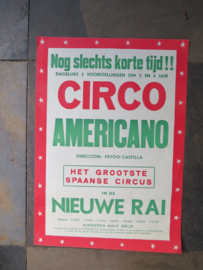 Nog slechts korte tijd!!
DAGELIJKS 2 VOORSTELLINGEN OM 3 EN 8 UUR
CIRCO
AMERICANO
DIRECCION: FEYOO-CASTILLA
HET GROOTSTE
SPAANSE CIRCUS
IN DE
NIEUWE RAI
KINDEREN HALF GELD